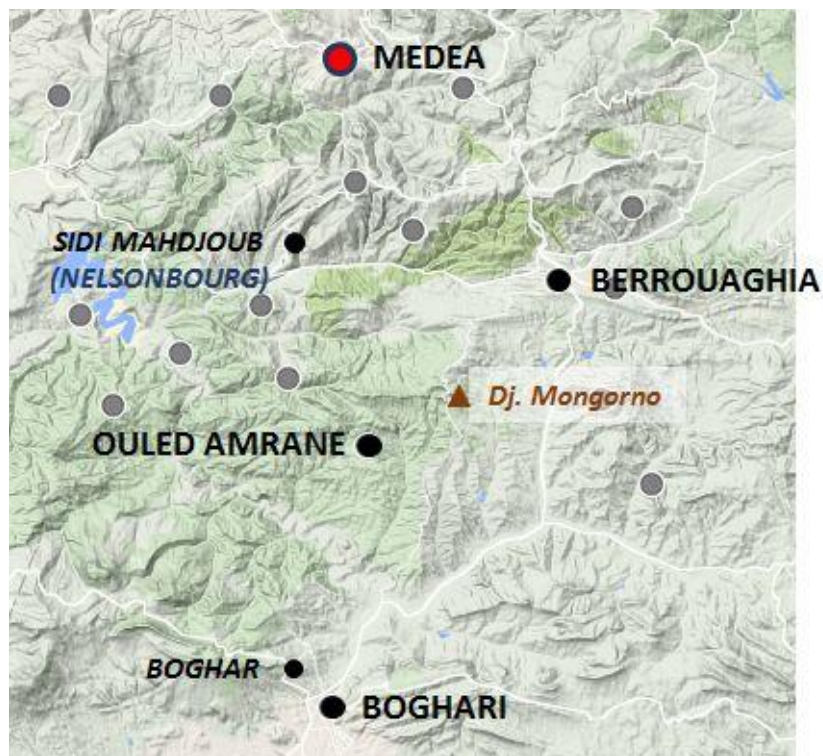 MEDEA
SIDI MAHDJOUB
(NELSONBOURG)
BERROUAGHIA
Dj. Mongorno
OULED AMRANE
BOGHAR
BOGHARI